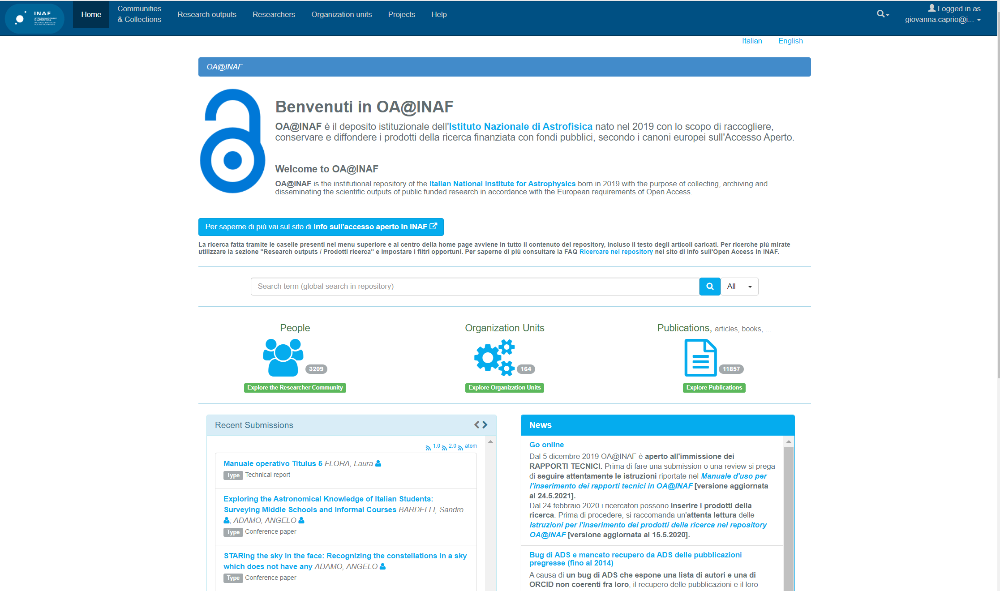 INAF
ISTITUTO NAZIONALE
DI ASTROFISICA
NATIONAL INSTITUTE
FOR ASTROPHYSICS
Home
Communities
& Collections
Research outputs
Researchers
Organization units
Projects
Help
Logged in as
giovanna.caprio@i...
Italian
English
OA@INAF
Benvenuti in OA@INAF
OA@INAF è il deposito istituzionale dell'Istituto Nazionale di Astrofisica nato nel 2019 con lo scopo di raccogliere,
conservare e diffondere i prodotti della ricerca finanziata con fondi pubblici, secondo i canoni europei sull'Accesso Aperto.
Welcome to OA@INAF
OA@INAF is the institutional repository of the Italian National Institute for Astrophysics born in 2019 with the purpose of collecting, archiving and
disseminating the scientific outputs of public funded research in accordance with the European requirements of Open Access.
Per saperne di più vai sul sito di info sull'accesso aperto in INAF
La ricerca fatta tramite le caselle presenti nel menu superiore e al centro della home page avviene in tutto il contenuto del repository, incluso il testo degli articoli caricati. Per ricerche più mirate
utilizzare la sezione "Research outputs / Prodotti ricerca" e impostare i filtri opportuni. Per saperne di più consultare la FAQ Ricercare nel repository nel sito di info sull'Open Access in INAF.
Search term (global search in repository)
All
People
3209
Explore the Researcher Community
Organization Units
164
Explore Organization Units
Publications, articles, books, ...
11857
Explore Publications
Recent Submissions
1.0 2.0 atom
Manuale operativo Titulus 5 FLORA, Laura
Type Technical report
Exploring the Astronomical Knowledge of Italian Students:
Surveying Middle Schools and Informal Courses BARDELLI, Sandro
; ADAMO, ANGELO
Type Conference paper
STARing the sky in the face: Recognizing the constellations in a sky
which does not have any ADAMO, ANGELO
Type Conference paper
News
Go online
Dal 5 dicembre 2019 OA@INAF è aperto all'immissione dei
RAPPORTI TECNICI. Prima di fare una submission o una review si prega
di seguire attentamente le istruzioni riportate nel Manuale d'uso per
l'inserimento dei rapporti tecnici in OA@INAF [versione aggiornata
al 24.5.2021].
Dal 24 febbraio 2020 i ricercatori possono inserire i prodotti della
ricerca. Prima di procedere, si raccomanda un'attenta lettura delle
Istruzioni per l'inserimento dei prodotti della ricerca nel repository
OA@INAF [versione aggiornata al 15.5.2020].
Bug di ADS e mancato recupero da ADS delle pubblicazioni
pregresse (fino al 2014)
A causa di un bug di ADS che espone una lista di autori e una di
ORCID non coerenti fra loro, il recupero delle pubblicazioni e il loro